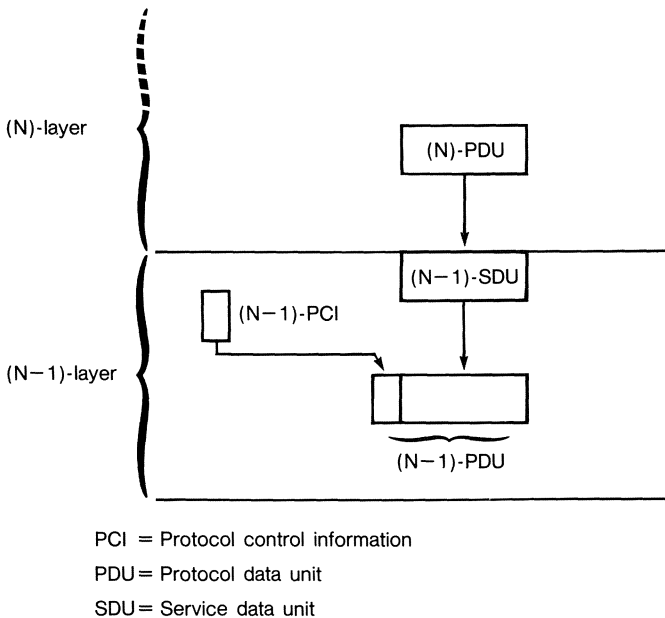 (N)-layer
(N)-PDU
(N−1)-SDU
(N−1)-PCI
(N−1)-layer
(N−1)-PDU
PCI = Protocol control information
PDU = Protocol data unit
SDU = Service data unit